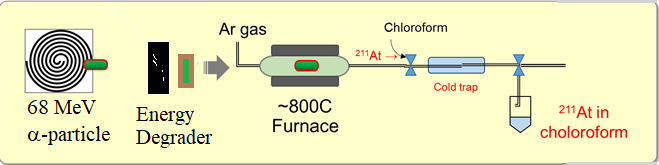 68 MeV
α-particle
Energy
Degrader
Ar gas
~800C
Furnace
²¹¹At →
Chloroform
Cold trap
²¹¹At in
choloroform